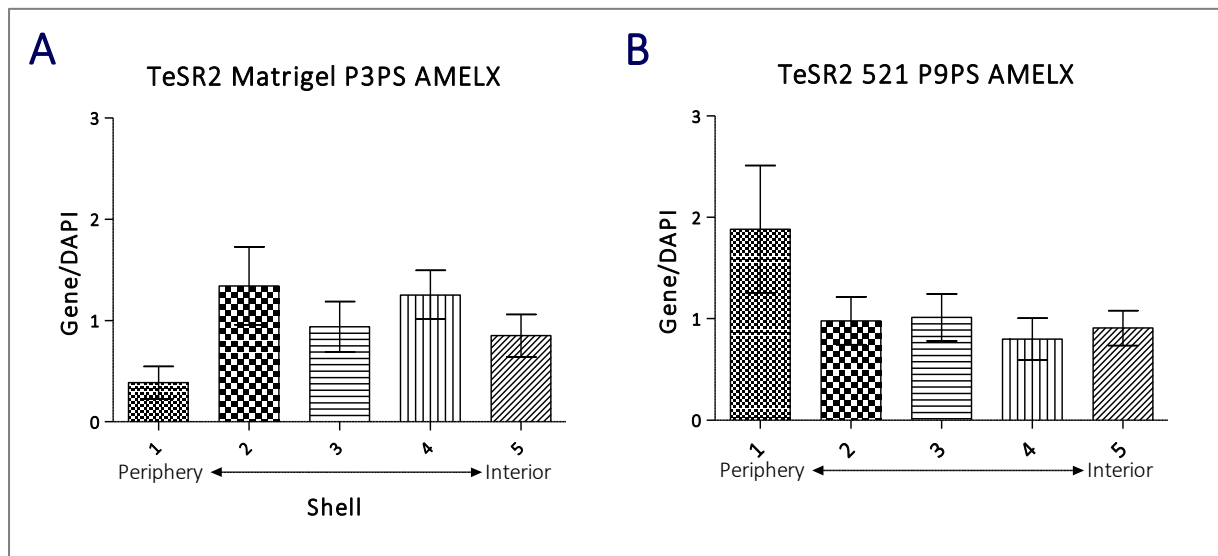 A
TeSR2 Matrigel P3PS AMELX
3
2
1
0
Gene/DAPI
1 2 3 4 5
Periphery Interior
Shell
B
TeSR2 521 P9PS AMELX
3
2
1
0
Gene/DAPI
1 2 3 4 5
Periphery Interior